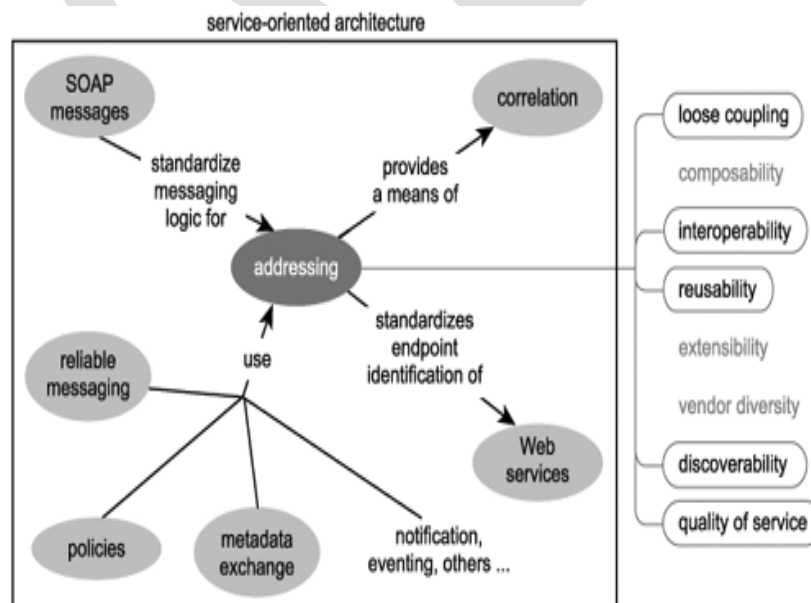 service-oriented architecture
SOAP
messages
correlation
standardize
messaging
logic for
provides
a means of
addressing
standardizes
endpoint
identification of
use
reliable
messaging
Web
services
policies
metadata
exchange
notification,
eventing, others ...
loose coupling
composability
interoperability
reusability
extensibility
vendor diversity
discoverability
quality of service